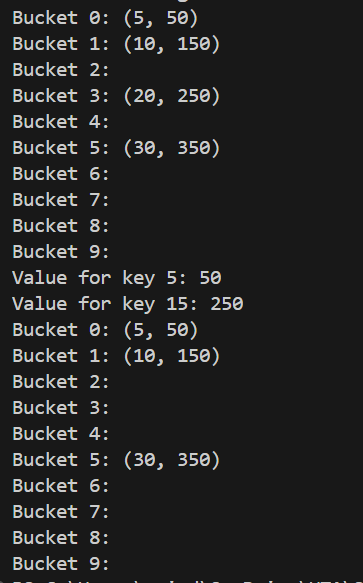 Bucket 0: (5, 50)
Bucket 1: (10, 150)
Bucket 2:
Bucket 3: (20, 250)
Bucket 4:
Bucket 5: (30, 350)
Bucket 6:
Bucket 7:
Bucket 8:
Bucket 9:
Value for key 5: 50
Value for key 15: 250
Bucket 0: (5, 50)
Bucket 1: (10, 150)
Bucket 2:
Bucket 3:
Bucket 4:
Bucket 5: (30, 350)
Bucket 6:
Bucket 7:
Bucket 8:
Bucket 9: